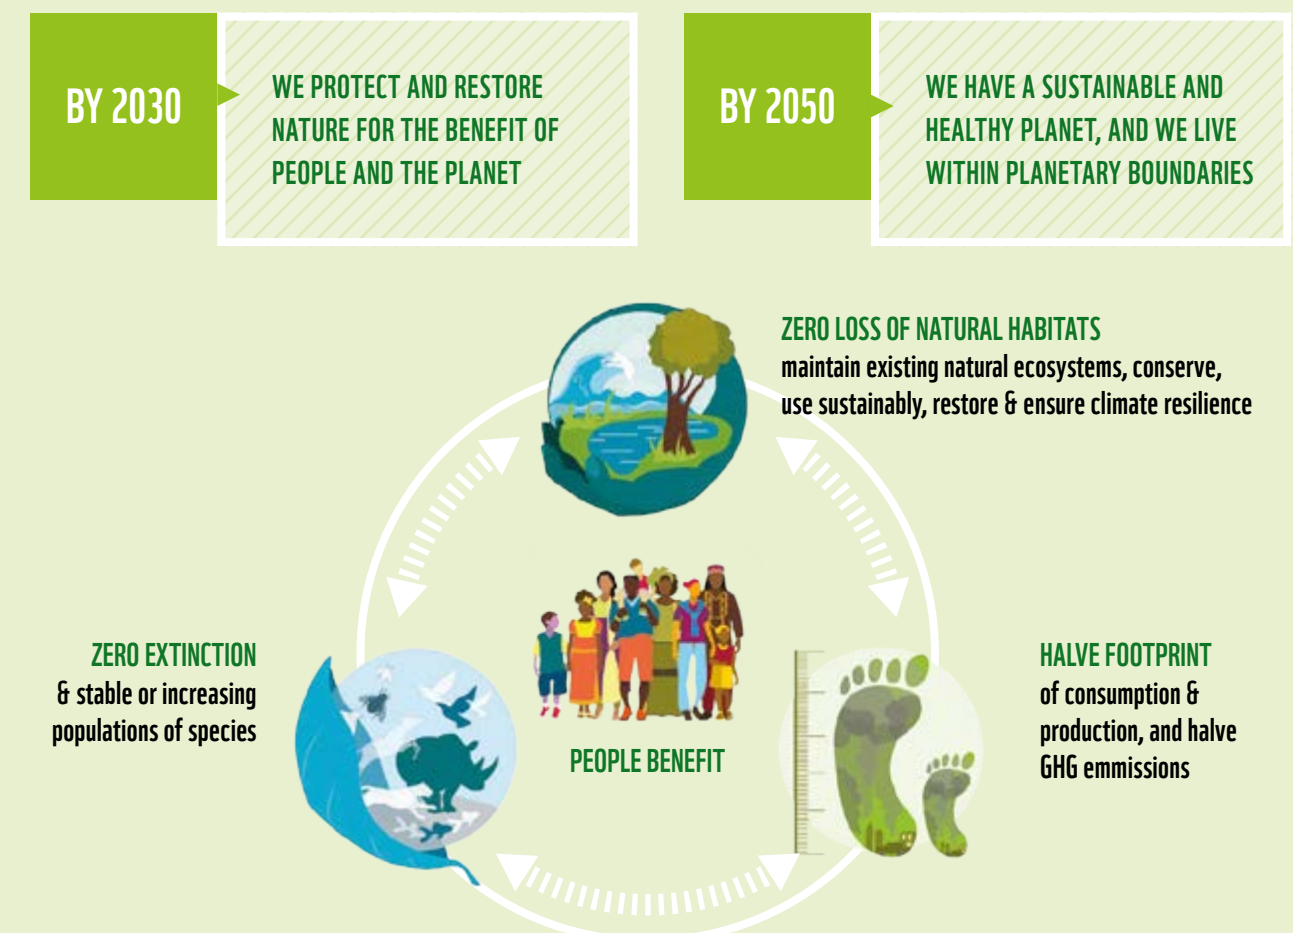 BY 2030
WE PROTECT AND RESTORE
NATURE FOR THE BENEFIT OF
PEOPLE AND THE PLANET
BY 2050
WE HAVE A SUSTAINABLE AND
HEALTHY PLANET, AND WE LIVE
WITHIN PLANETARY BOUNDARIES
ZERO LOSS OF NATURAL HABITATS
maintain existing natural ecosystems, conserve,
use sustainably, restore & ensure climate resilience
ZERO EXTINCTION
& stable or increasing
populations of species
PEOPLE BENEFIT
HALVE FOOTPRINT
of consumption &
production, and halve
GHG emmissions